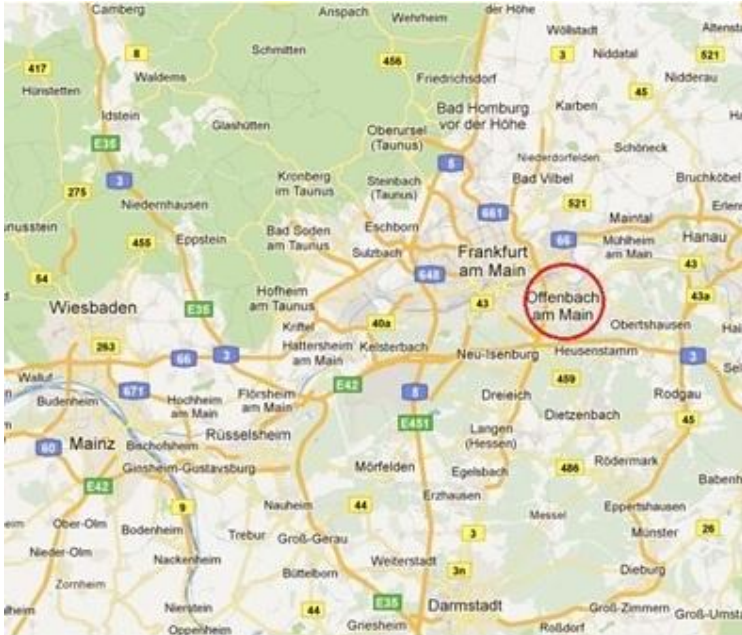 Camberg
Anspach
Wehrheim
der Höhe
Wöllstadt
Altensta
417
8
Schmitten
456
3
Niddatal
521
Hünstetten
Waldems
Friedrichsdorf
45
Nidderau
Idstein
Glashütten
Bad Homburg
vor der Höhe
Karben
E35
Oberursel
(Taunus)
Niederdorfelden
Schöneck
3
5
275
Kronberg
im Taunus
Steinbach
(Taunus)
Bad Vilbel
Bruchköbel
Niedernhausen
661
521
Erlen
unusstein
455
Eppstein
Bad Soden
am Taunus
Eschborn
Maintal
Sulzbach
Frankfurt
am Main
66
Mühlheim
am Main
Hanau
54
648
43
Wiesbaden
E35
Hofheim
am Taunus
43
Offenbach
am Main
43a
Kriftel
40a
Obertshausen
Hai
263
Hattersheim
am Main
Kelsterbach
Neu-Isenburg
Heusenstamm
66
3
3
Sel
Walluf
671
E42
5
459
Budenheim
Hochheim
am Main
Flörsheim
am Main
Dreieich
Rodgau
E451
Dietzenbach
45
60
Mainz
Bischofsheim
Rüsselsheim
Langen
(Hessen)
Ginsheim-Gustavsburg
Mörfelden
Egelsbach
486
Rödermark
E42
Babenh
Erzhausen
9
Nauheim
44
Messel
Eppertshausen
eim
Ober-Olm
Bodenheim
Trebur
Groß-Gerau
3
Münster
26
Nieder-Olm
Nackenheim
Weiterstadt
Zornheim
Büttelborn
3n
Dieburg
lheim
Nierstein
44
E35
Darmstadt
Groß-Zimmern
Groß-Umsta
Oppenheim
Griesheim
Roßdorf